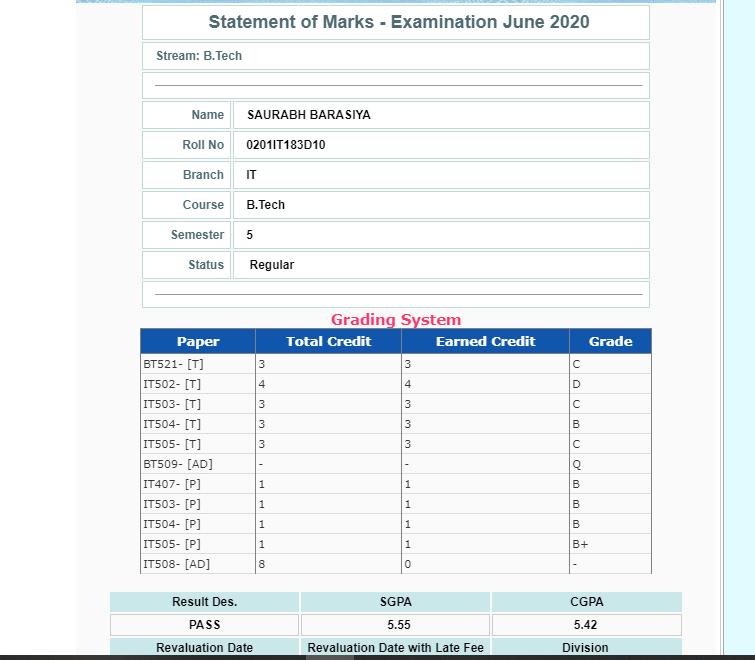 Statement of Marks - Examination June 2020
Stream: B.Tech
Name SAURABH BARASIYA
Roll No 0201IT183D10
Branch IT
Course B.Tech
Semester 5
Status Regular
Grading System
Paper Total Credit Earned Credit Grade
BT521- [T] 3 3 C
IT502- [T] 4 4 D
IT503- [T] 3 3 C
IT504- [T] 3 3 B
IT505- [T] 3 3 C
BT509- [AD] - - Q
IT407- [P] 1 1 B
IT503- [P] 1 1 B
IT504- [P] 1 1 B
IT505- [P] 1 1 B+
IT508- [AD] 8 0 -
Result Des. SGPA CGPA
PASS 5.55 5.42
Revaluation Date Revaluation Date with Late Fee Division